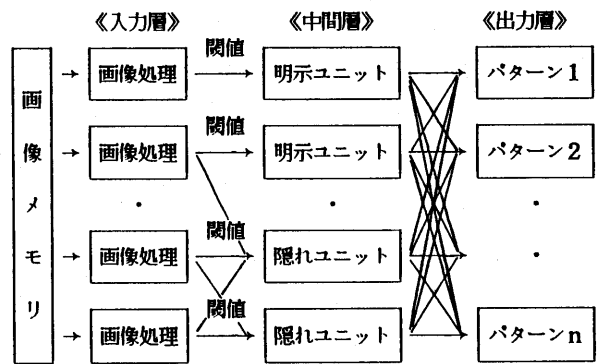 《入力層》 《中間層》 《出力層》
画像メモリ
画像処理 閾値 明示ユニット パターン1
画像処理 閾値 明示ユニット パターン2
・ ・ ・
画像処理 閾値 隠れユニット ・
画像処理 閾値 隠れユニット パターンn